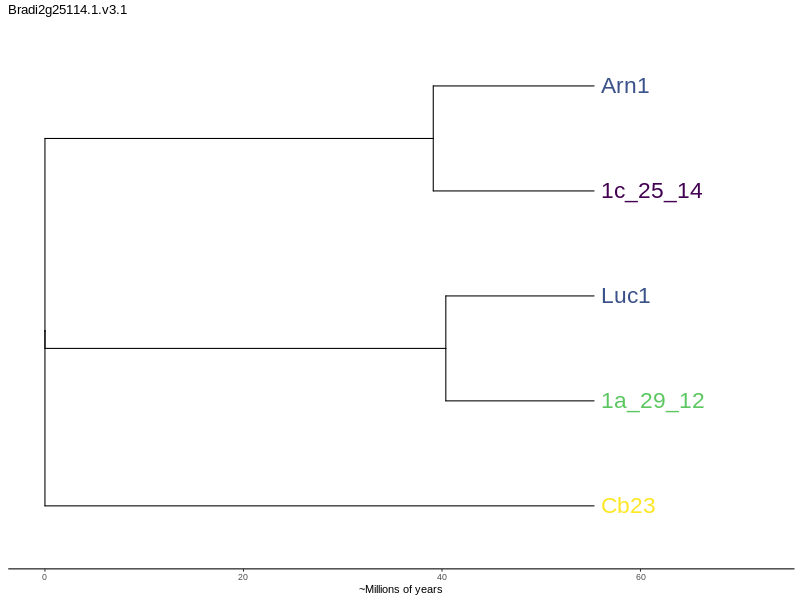 Bradi2g25114.1.v3.1
Arn1
1c_25_14
Luc1
1a_29_12
Cb23
0 20 40 60
~Millions of years